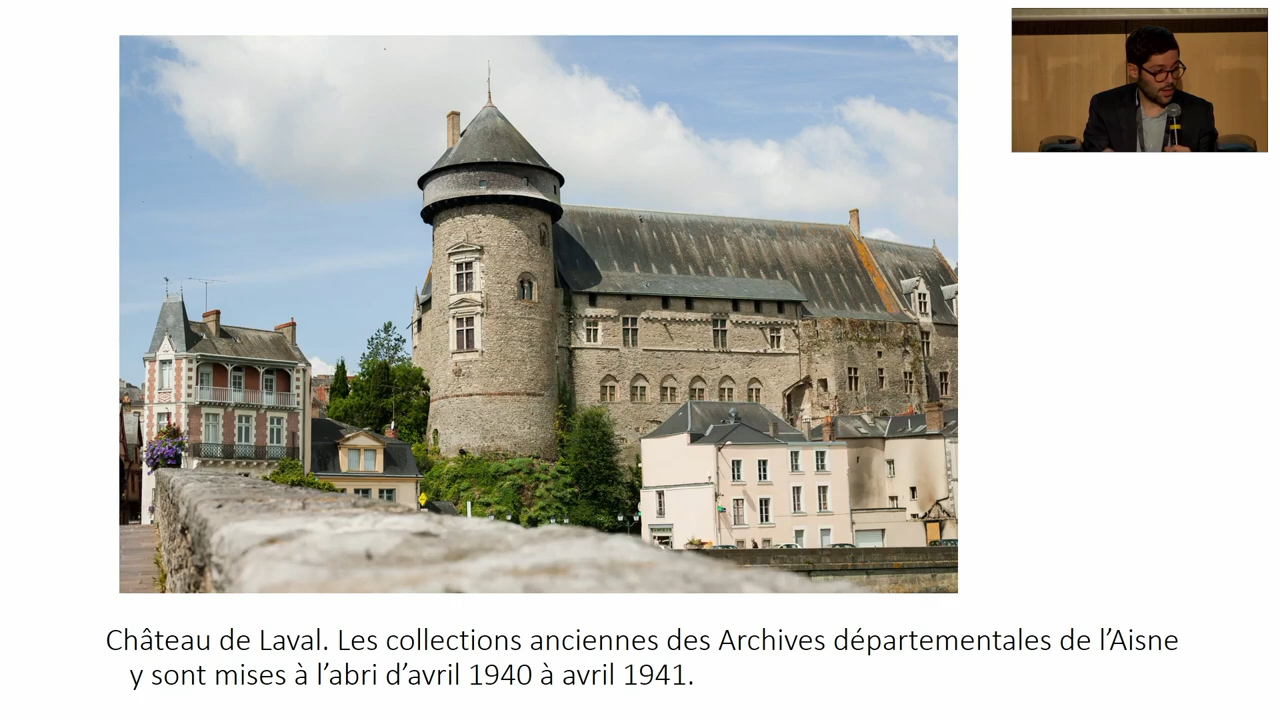 Château de Laval. Les collections anciennes des Archives départementales de l’Aisne
y sont mises à l’abri d’avril 1940 à avril 1941.